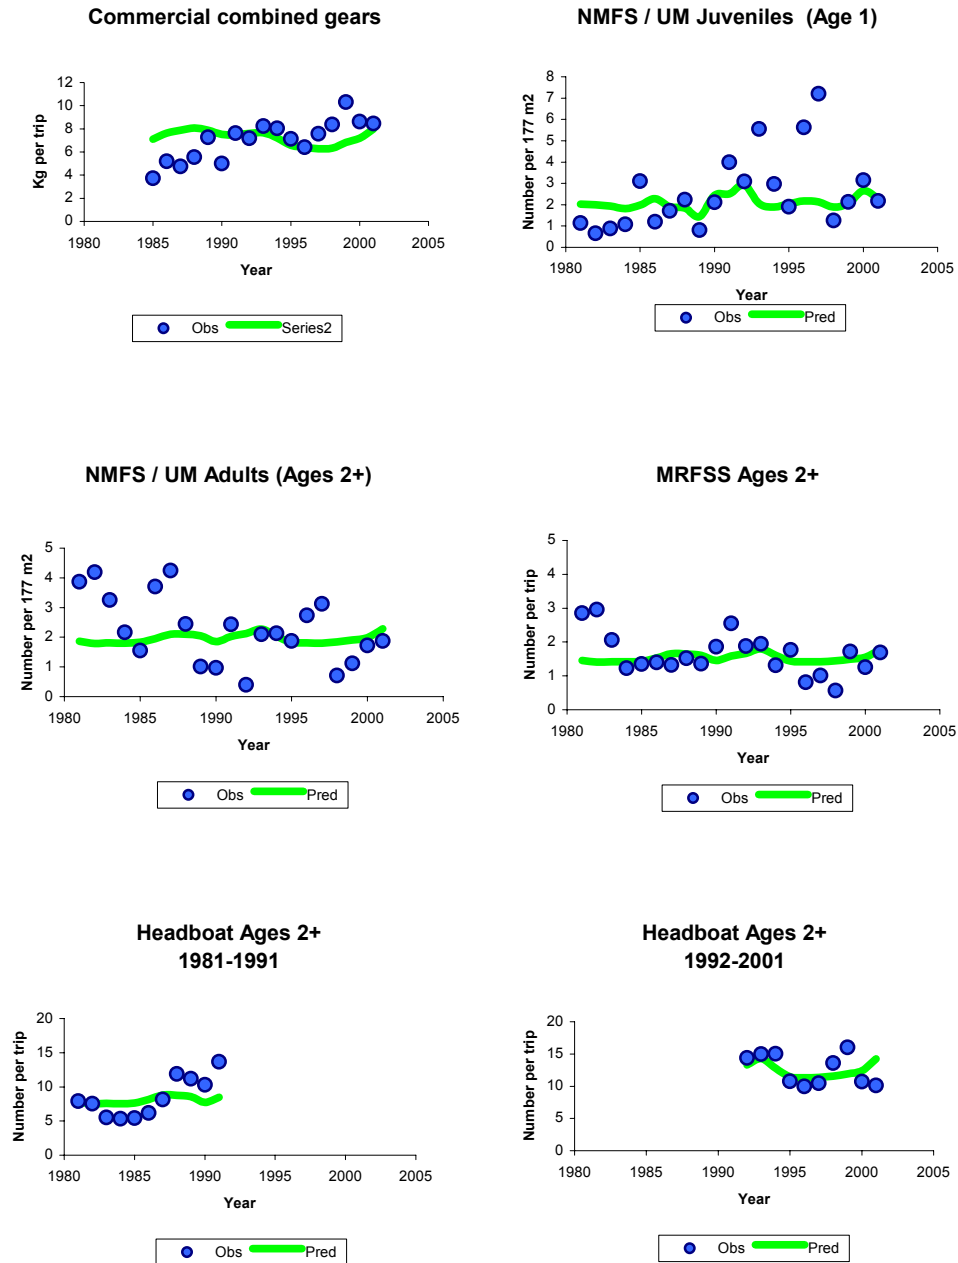 Commercial combined gears
12
10
8
6
4
2
0
Kg per trip
1980 1985 1990 1995 2000 2005
Year
Obs Series2
NMFS / UM Juveniles (Age 1)
8
7
6
5
4
3
2
1
0
Number per 177 m2
1980 1985 1990 1995 2000 2005
Year
Obs Pred
NMFS / UM Adults (Ages 2+)
5
4
3
2
1
0
Number per 177 m2
1980 1985 1990 1995 2000 2005
Year
Obs Pred
MRFSS Ages 2+
5
4
3
2
1
0
Number per trip
1980 1985 1990 1995 2000 2005
Year
Obs Pred
Headboat Ages 2+
1981-1991
20
15
10
5
0
Number per trip
1980 1985 1990 1995 2000 2005
Year
Obs Pred
Headboat Ages 2+
1992-2001
20
15
10
5
0
Number per trip
1980 1985 1990 1995 2000 2005
Year
Obs Pred